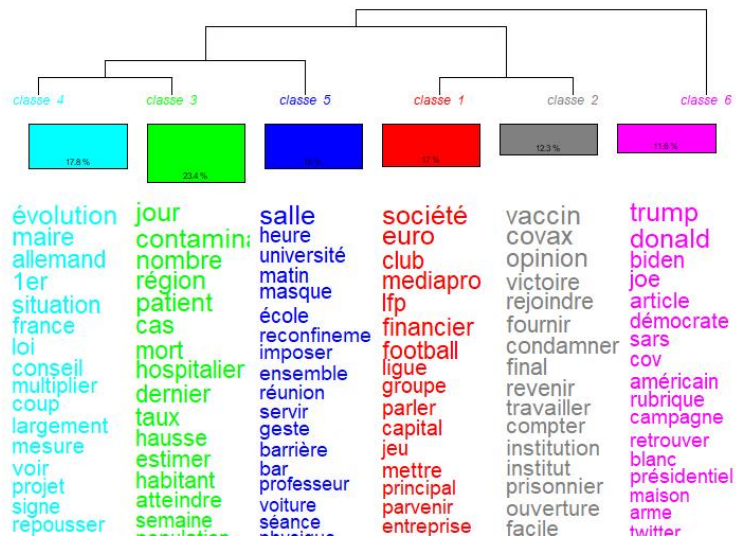 classe 4
classe 3
classe 5
classe 1
classe 2
classe 6
17.8 %
23.4 %
17 %
12.3 %
11.6 %
évolution
maire
allemand
1er
situation
france
loi
conseil
multiplier
coup
largement
mesure
voir
projet
signe
repousser
jour
contamina
nombre
région
patient
cas
mort
hospitalier
dernier
taux
hausse
estimer
habitant
atteindre
semaine
population
salle
heure
université
matin
masque
école
reconfineme
imposer
ensemble
réunion
servir
geste
barrière
bar
professeur
voiture
séance
physique
société
euro
club
mediapro
lfp
financier
football
ligue
groupe
parler
capital
jeu
mettre
principal
parvenir
entreprise
vaccin
covax
opinion
victoire
rejoindre
fournir
condamner
final
revenir
travailler
compter
institution
institut
prisonnier
ouverture
facile
trump
donald
biden
joe
article
démocrate
sars
cov
américain
rubrique
campagne
retrouver
blanc
présidentiel
maison
arme
twitter